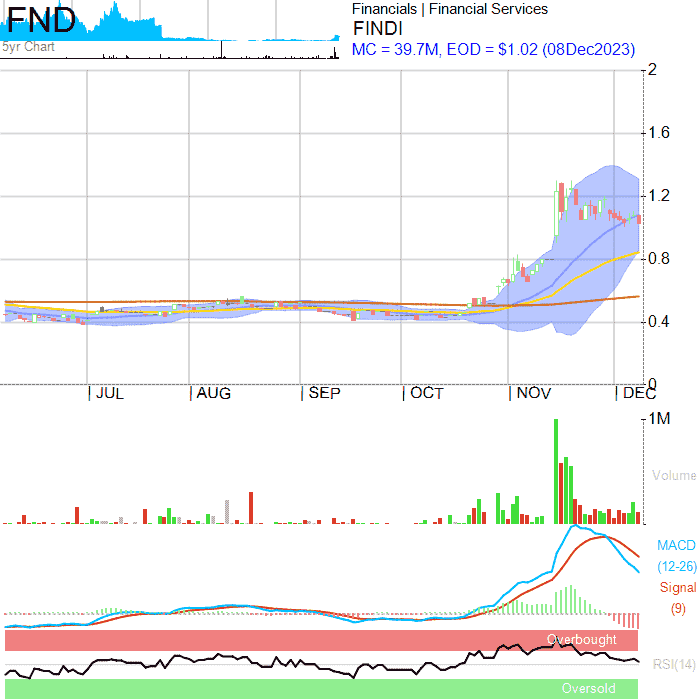 FND
5yr Chart
Financials | Financial Services
FINDI
MC = 39.7M, EOD = $1.02 (08Dec2023)
2
1.6
1.2
0.8
0.4
0
JUL AUG SEP OCT NOV DEC
1M
Volume
MACD
(12-26)
Signal
(9)
Overbought
RSI(14)
Oversold